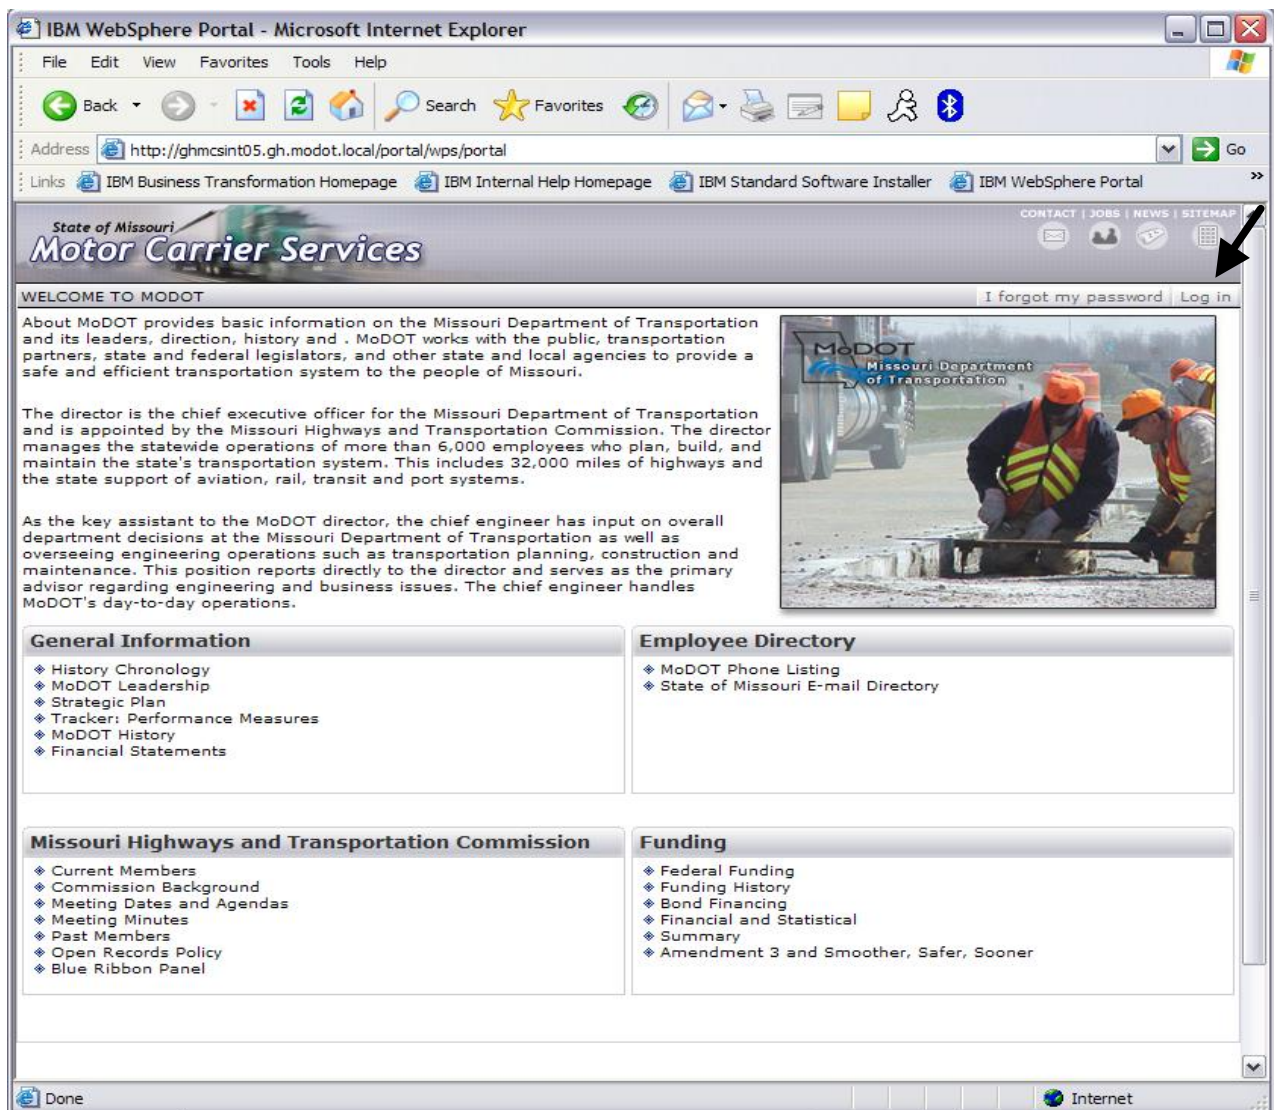 IBM WebSphere Portal - Microsoft Internet Explorer
File Edit View Favorites Tools Help
Back Search Favorites
Address http://ghmcsint05.gh.modot.local/portal/wps/portal Go
Links IBM Business Transformation Homepage IBM Internal Help Homepage IBM Standard Software Installer IBM WebSphere Portal »
CONTACT | JOBS | NEWS | SITEMAP
State of Missouri
Motor Carrier Services
WELCOME TO MODOT I forgot my password Log in
About MoDOT provides basic information on the Missouri Department of Transportation
and its leaders, direction, history and . MoDOT works with the public, transportation
partners, state and federal legislators, and other state and local agencies to provide a
safe and efficient transportation system to the people of Missouri.
The director is the chief executive officer for the Missouri Department of Transportation
and is appointed by the Missouri Highways and Transportation Commission. The director
manages the statewide operations of more than 6,000 employees who plan, build, and
maintain the state's transportation system. This includes 32,000 miles of highways and
the state support of aviation, rail, transit and port systems.
As the key assistant to the MoDOT director, the chief engineer has input on overall
department decisions at the Missouri Department of Transportation as well as
overseeing engineering operations such as transportation planning, construction and
maintenance. This position reports directly to the director and serves as the primary
advisor regarding engineering and business issues. The chief engineer handles
MoDOT's day-to-day operations.
MoDOT
Missouri Department
of Transportation
General Information
History Chronology
MoDOT Leadership
Strategic Plan
Tracker: Performance Measures
MoDOT History
Financial Statements
Employee Directory
MoDOT Phone Listing
State of Missouri E-mail Directory
Missouri Highways and Transportation Commission
Current Members
Commission Background
Meeting Dates and Agendas
Meeting Minutes
Past Members
Open Records Policy
Blue Ribbon Panel
Funding
Federal Funding
Funding History
Bond Financing
Financial and Statistical
Summary
Amendment 3 and Smoother, Safer, Sooner
Done Internet